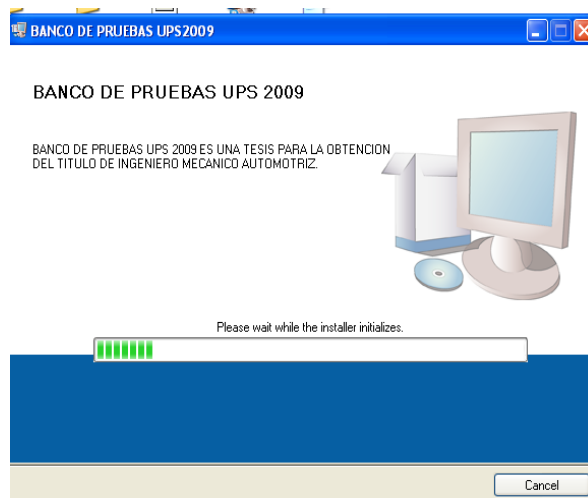 BANCO DE PRUEBAS UPS2009
BANCO DE PRUEBAS UPS 2009
BANCO DE PRUEBAS UPS 2009 ES UNA TESIS PARA LA OBTENCION
DEL TITULO DE INGENIERO MECANICO AUTOMOTRIZ.
Please wait while the installer initializes.
Cancel